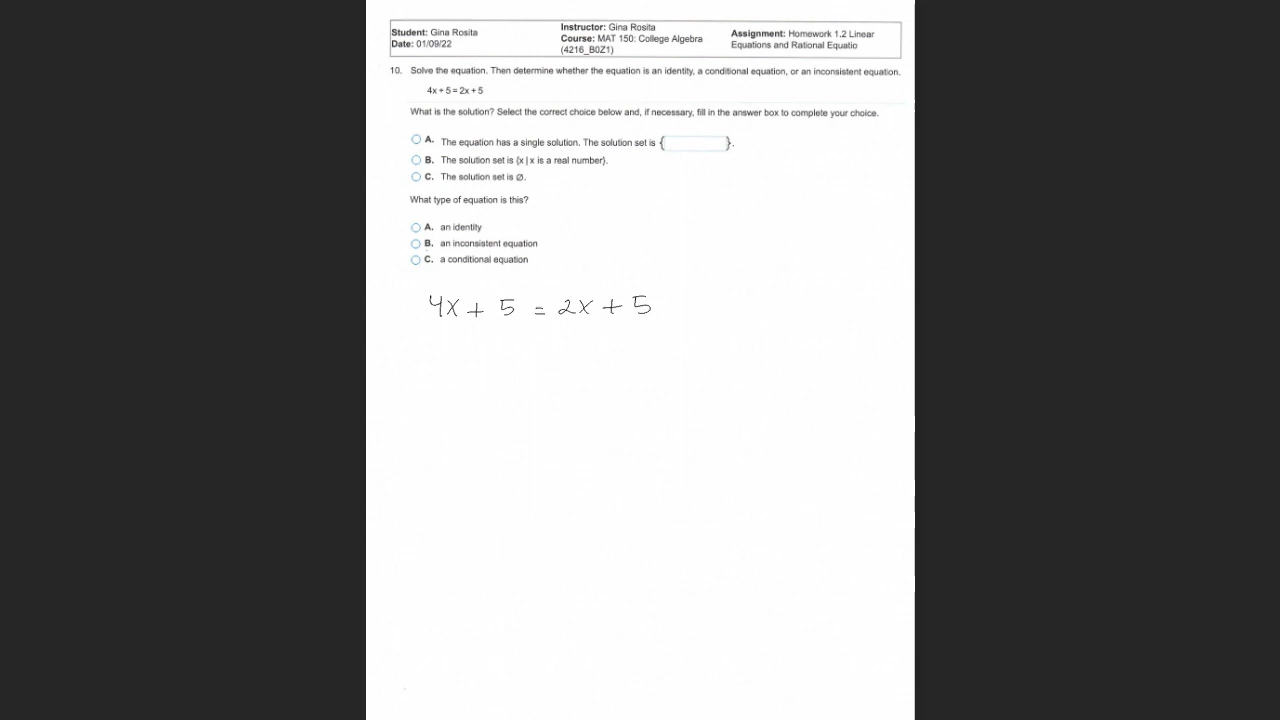 Student: Gina Rosita
Date: 01/09/22
Instructor: Gina Rosita
Course: MAT 150: College Algebra
(4216_B0Z1)
Assignment: Homework 1.2 Linear
Equations and Rational Equatio
10. Solve the equation. Then determine whether the equation is an identity, a conditional equation, or an inconsistent equation.
4x + 5 = 2x + 5
What is the solution? Select the correct choice below and, if necessary, fill in the answer box to complete your choice.
A. The equation has a single solution. The solution set is { }.
B. The solution set is {x | x is a real number}.
C. The solution set is ∅.
What type of equation is this?
A. an identity
B. an inconsistent equation
C. a conditional equation
4x + 5 = 2x + 5